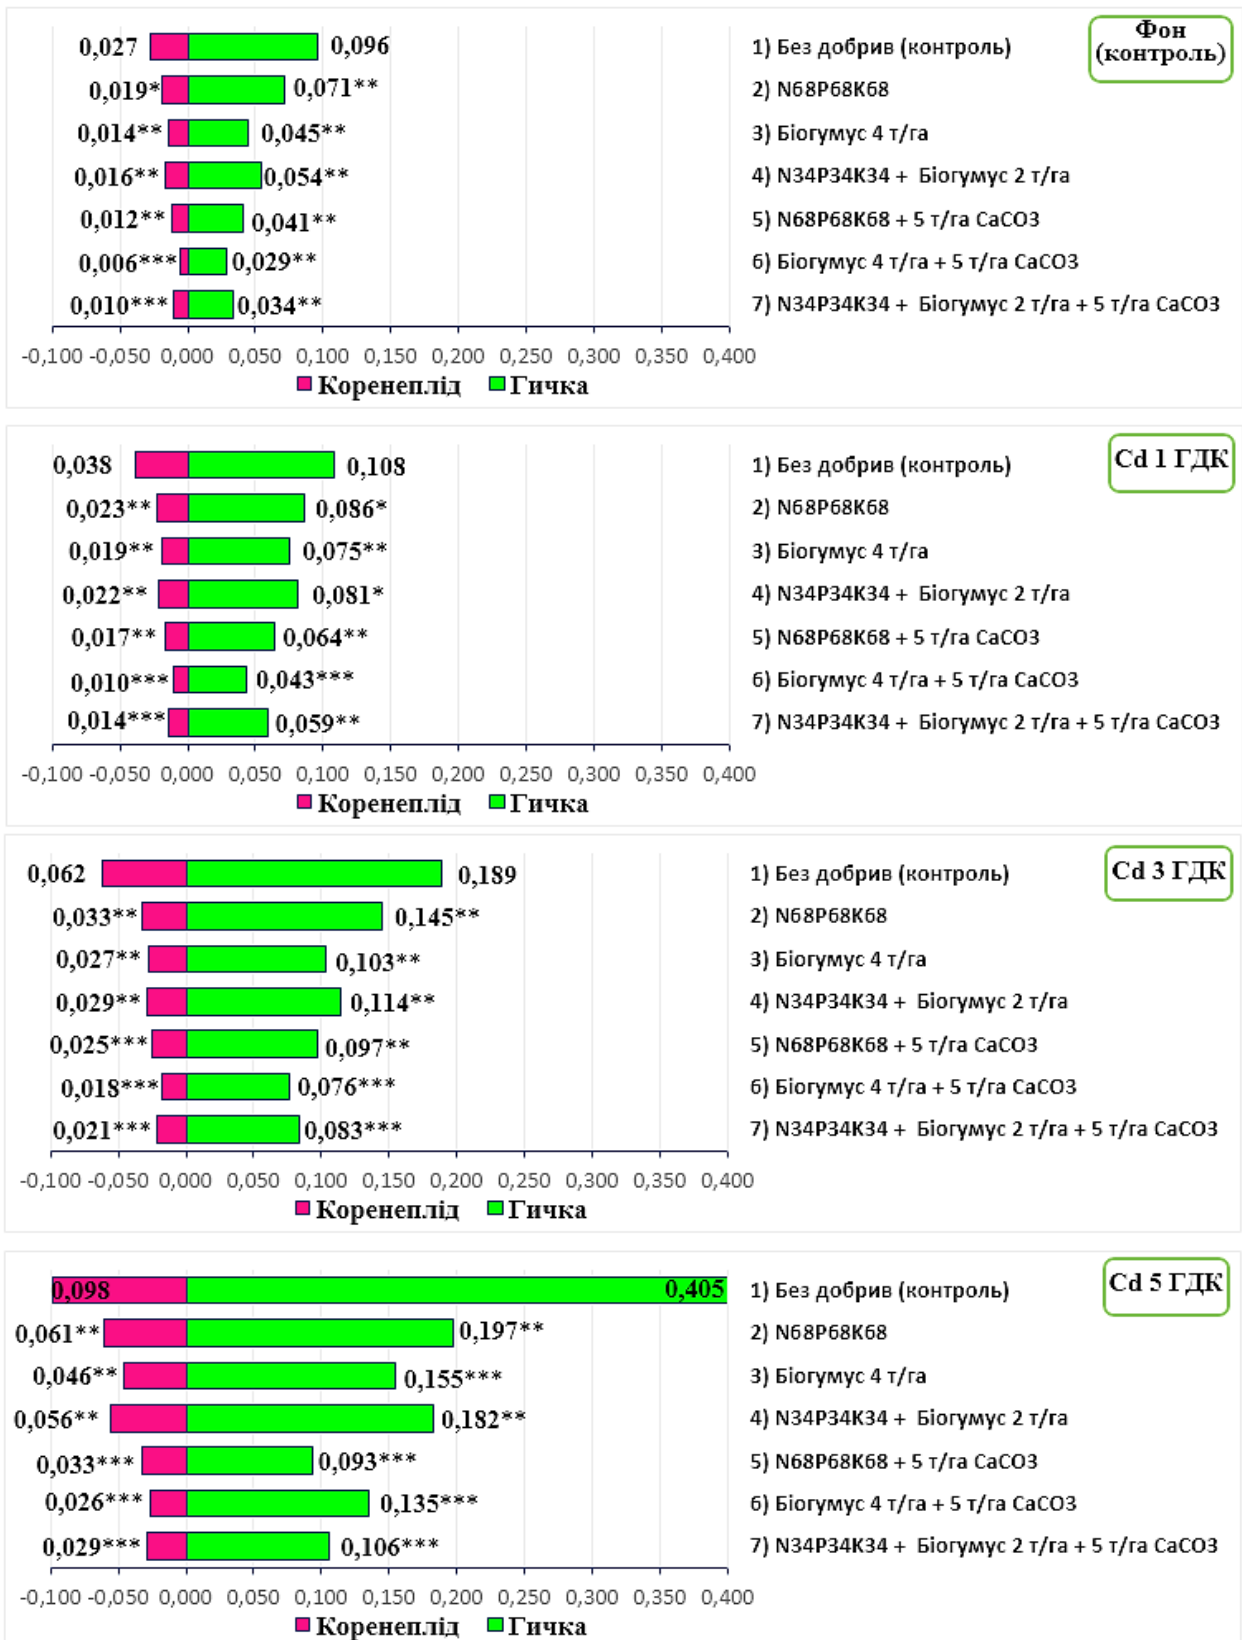 Фон
(контроль)
0,027 0,096 1) Без добрив (контроль)
0,019* 0,071** 2) N68P68K68
0,014** 0,045** 3) Біогумус 4 т/га
0,016** 0,054** 4) N34P34K34 + Біогумус 2 т/га
0,012** 0,041** 5) N68P68K68 + 5 т/га CaCO3
0,006*** 0,029** 6) Біогумус 4 т/га + 5 т/га CaCO3
0,010*** 0,034** 7) N34P34K34 + Біогумус 2 т/га + 5 т/га CaCO3
-0,100 -0,050 0,000 0,050 0,100 0,150 0,200 0,250 0,300 0,350 0,400
Коренеплід Гичка
Cd 1 ГДК
0,038 0,108 1) Без добрив (контроль)
0,023** 0,086* 2) N68P68K68
0,019** 0,075** 3) Біогумус 4 т/га
0,022** 0,081* 4) N34P34K34 + Біогумус 2 т/га
0,017** 0,064** 5) N68P68K68 + 5 т/га CaCO3
0,010*** 0,043*** 6) Біогумус 4 т/га + 5 т/га CaCO3
0,014*** 0,059** 7) N34P34K34 + Біогумус 2 т/га + 5 т/га CaCO3
-0,100 -0,050 0,000 0,050 0,100 0,150 0,200 0,250 0,300 0,350 0,400
Коренеплід Гичка
Cd 3 ГДК
0,062 0,189 1) Без добрив (контроль)
0,033** 0,145** 2) N68P68K68
0,027** 0,103** 3) Біогумус 4 т/га
0,029** 0,114** 4) N34P34K34 + Біогумус 2 т/га
0,025*** 0,097** 5) N68P68K68 + 5 т/га CaCO3
0,018*** 0,076*** 6) Біогумус 4 т/га + 5 т/га CaCO3
0,021*** 0,083*** 7) N34P34K34 + Біогумус 2 т/га + 5 т/га CaCO3
-0,100 -0,050 0,000 0,050 0,100 0,150 0,200 0,250 0,300 0,350 0,400
Коренеплід Гичка
Cd 5 ГДК
0,098 0,405 1) Без добрив (контроль)
0,061** 0,197** 2) N68P68K68
0,046** 0,155*** 3) Біогумус 4 т/га
0,056** 0,182** 4) N34P34K34 + Біогумус 2 т/га
0,033*** 0,093*** 5) N68P68K68 + 5 т/га CaCO3
0,026*** 0,135*** 6) Біогумус 4 т/га + 5 т/га CaCO3
0,029*** 0,106*** 7) N34P34K34 + Біогумус 2 т/га + 5 т/га CaCO3
-0,100 -0,050 0,000 0,050 0,100 0,150 0,200 0,250 0,300 0,350 0,400
Коренеплід Гичка